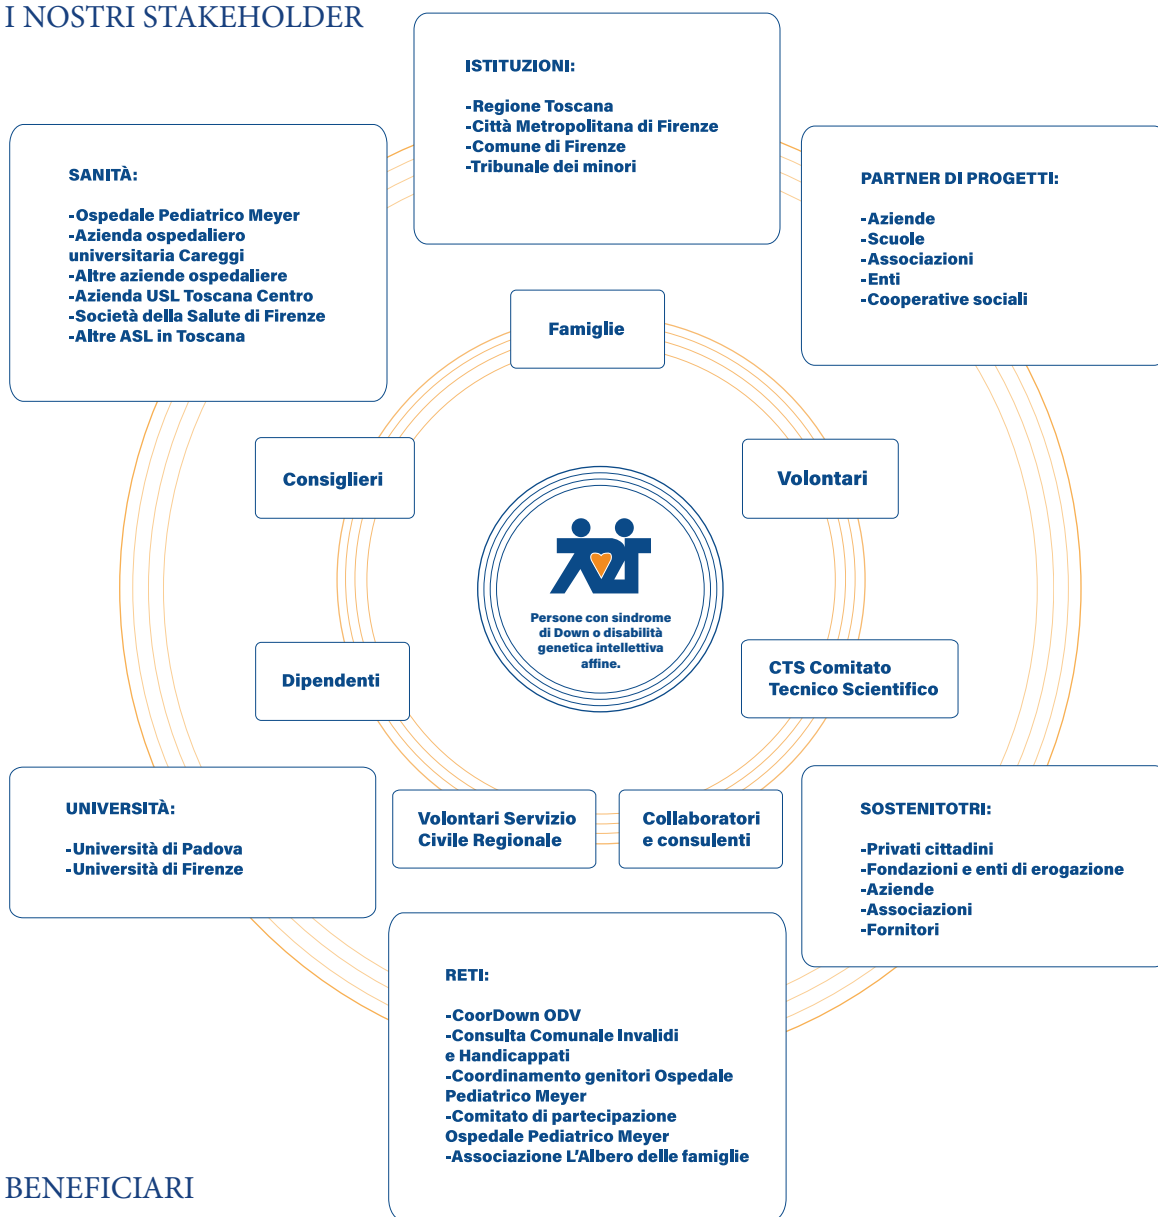 I NOSTRI STAKEHOLDER
ISTITUZIONI:
-Regione Toscana
-Città Metropolitana di Firenze
-Comune di Firenze
-Tribunale dei minori
SANITÀ:
-Ospedale Pediatrico Meyer
-Azienda ospedaliero
universitaria Careggi
-Altre aziende ospedaliere
-Azienda USL Toscana Centro
-Società della Salute di Firenze
-Altre ASL in Toscana
PARTNER DI PROGETTI:
-Aziende
-Scuole
-Associazioni
-Enti
-Cooperative sociali
Famiglie
Consiglieri
Volontari
Persone con sindrome
di Down o disabilità
genetica intellettiva
affine.
Dipendenti
CTS Comitato
Tecnico Scientifico
Volontari Servizio
Civile Regionale
Collaboratori
e consulenti
UNIVERSITÀ:
-Università di Padova
-Università di Firenze
SOSTENITOTRI:
-Privati cittadini
-Fondazioni e enti di erogazione
-Aziende
-Associazioni
-Fornitori
RETI:
-CoorDown ODV
-Consulta Comunale Invalidi
e Handicappati
-Coordinamento genitori Ospedale
Pediatrico Meyer
-Comitato di partecipazione
Ospedale Pediatrico Meyer
-Associazione L'Albero delle famiglie
BENEFICIARI